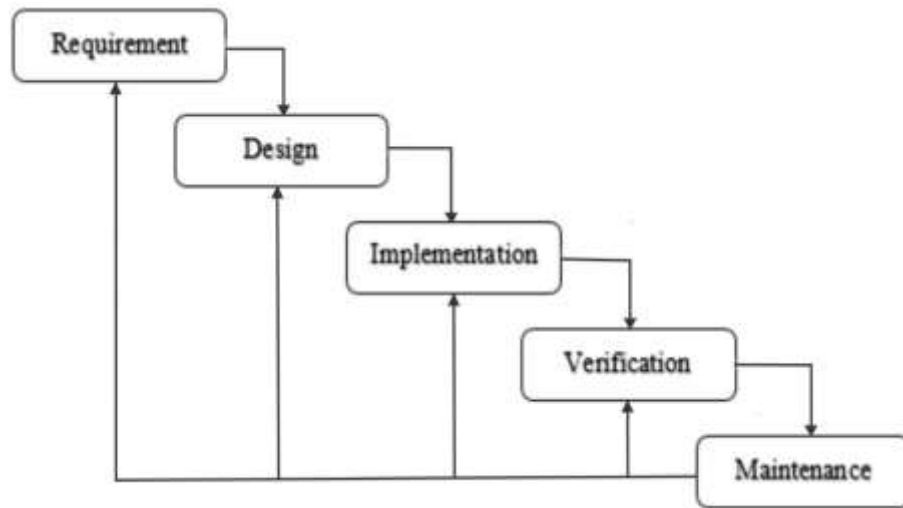 Requirement
Design
Implementation
Verification
Maintenance